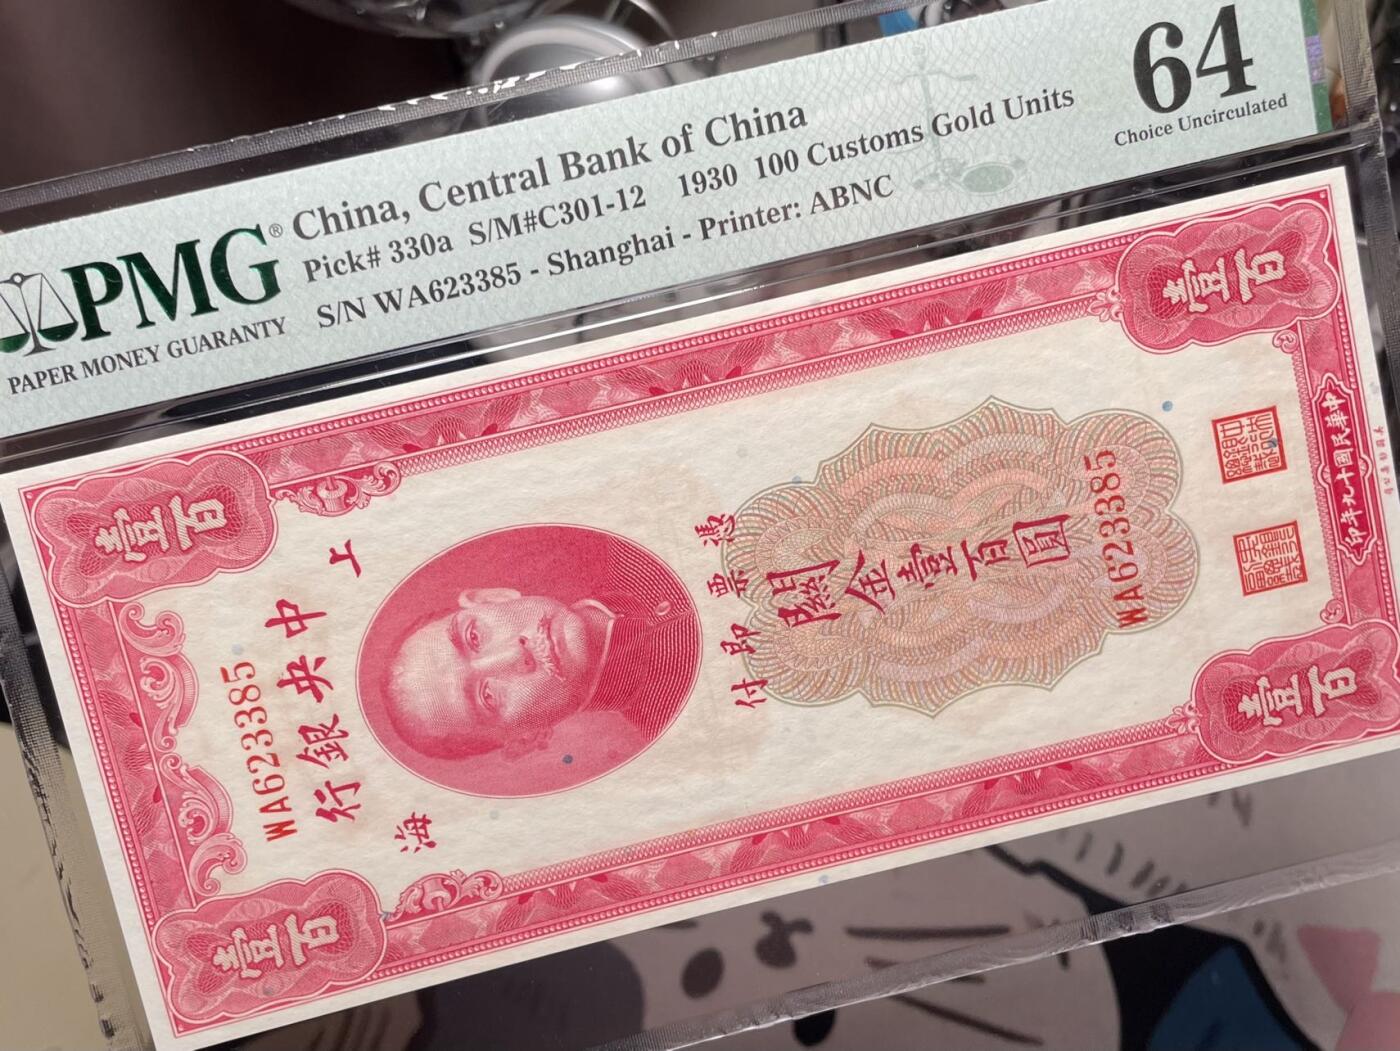 PMG®
PAPER MONEY GUARANTY
China, Central Bank of China
Pick# 330a S/M#C301-12 1930 100 Customs Gold Units
S/N WA623385 - Shanghai - Printer: ABNC
64
Choice Uncirculated
壹百
壹百
WA623385
中央銀行
上
海
憑票即付
關金壹百圓
WA623385
中華民國十九年印
壹百
壹百